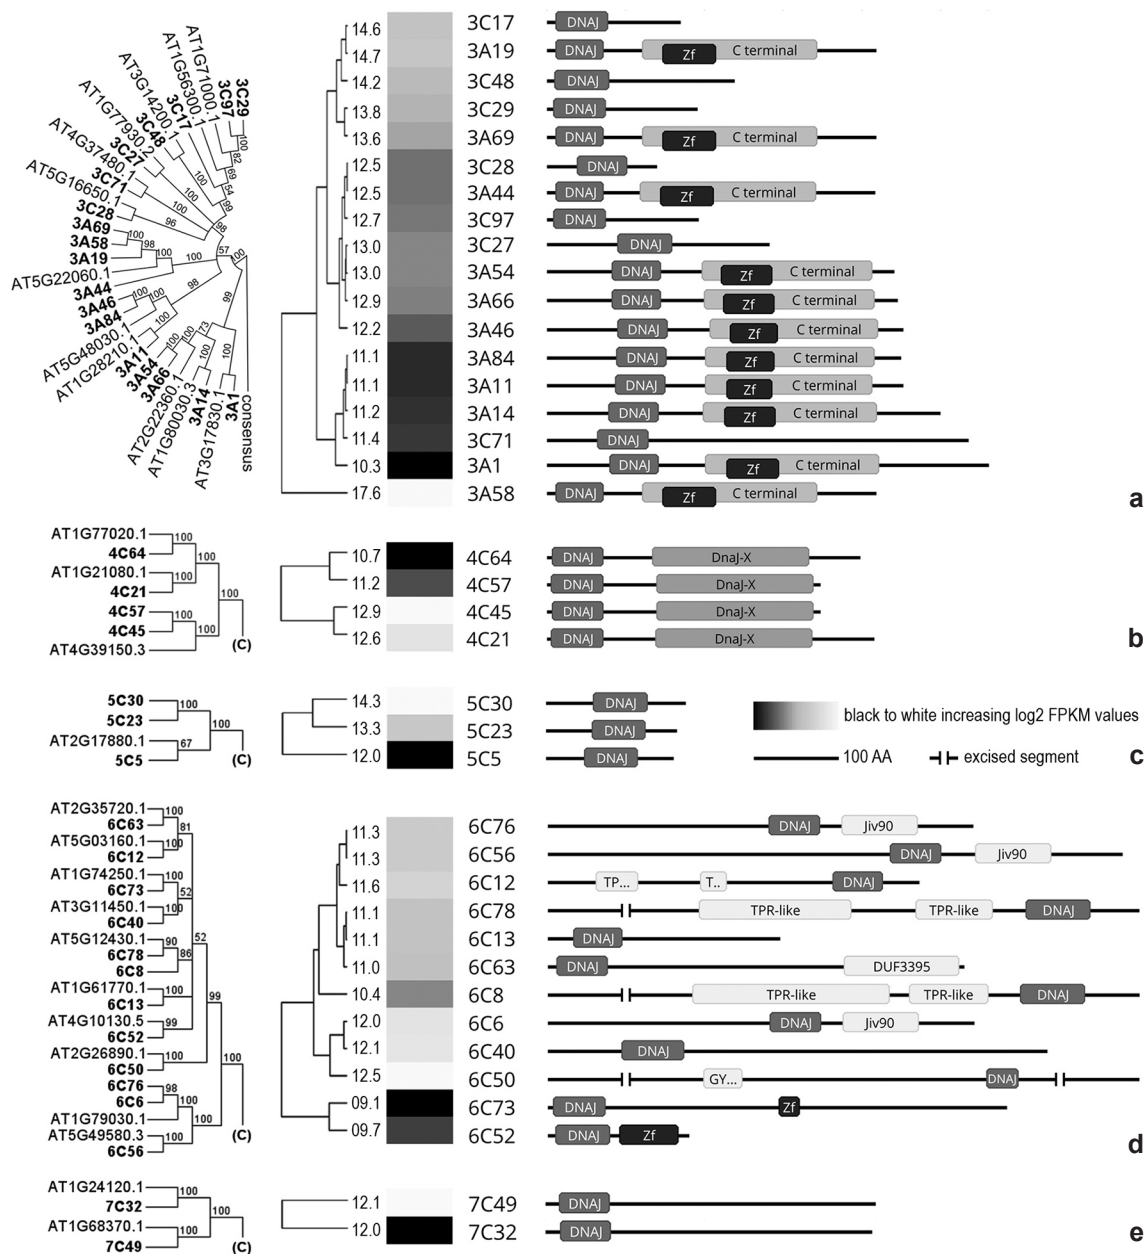 AT1G71000.1
AT1G56300.1
AT3G14200.1
AT1G77930.2
AT4G37480.1
AT5G16650.1
3C29
3C97
3C17
3C48
3C27
3C71
3C28
3A69
3A58
3A19
AT5G22060.1
3A44
3A46
3A84
AT5G48030.1
AT1G28210.1
3A11
3A54
3A66
AT2G22360.1
AT1G80030.3
3A14
AT3G17830.1
3A1
consensus
100
82
69
54
99
100
100
100
96
98
57
100
100
98
100
100
100
100
98
99
100
100
100
73
100
100
14.6 3C17 DNAJ
14.7 3A19 DNAJ Zf C terminal
14.2 3C48 DNAJ
13.8 3C29 DNAJ
13.6 3A69 DNAJ Zf C terminal
12.5 3C28 DNAJ
12.5 3A44 DNAJ Zf C terminal
12.7 3C97 DNAJ
13.0 3C27 DNAJ
13.0 3A54 DNAJ Zf C terminal
12.9 3A66 DNAJ Zf C terminal
12.2 3A46 DNAJ Zf C terminal
11.1 3A84 DNAJ Zf C terminal
11.1 3A11 DNAJ Zf C terminal
11.2 3A14 DNAJ Zf C terminal
11.4 3C71 DNAJ
10.3 3A1 DNAJ Zf C terminal
17.6 3A58 DNAJ Zf C terminal
a
AT1G77020.1
4C64
AT1G21080.1
4C21
4C57
4C45
AT4G39150.3
100
100
100
100
100
100
(C)
10.7 4C64 DNAJ DnaJ-X
11.2 4C57 DNAJ DnaJ-X
12.9 4C45 DNAJ DnaJ-X
12.6 4C21 DNAJ DnaJ-X
b
5C30
5C23
AT2G17880.1
5C5
100
100
67
(C)
14.3 5C30 DNAJ
13.3 5C23 DNAJ
12.0 5C5 DNAJ
black to white increasing log2 FPKM values
100 AA
excised segment
c
AT2G35720.1
6C63
AT5G03160.1
6C12
AT1G74250.1
6C73
AT3G11450.1
6C40
AT5G12430.1
6C78
6C8
AT1G61770.1
6C13
AT4G10130.5
6C52
AT2G26890.1
6C50
6C76
6C6
AT1G79030.1
AT5G49580.3
6C56
100
81
100
100
52
100
52
90
86
100
99
99
100
100
98
100
100
100
(C)
11.3 6C76 DNAJ Jiv90
11.3 6C56 DNAJ Jiv90
11.6 6C12 TP... T.. DNAJ
11.1 6C78 TPR-like TPR-like DNAJ
11.1 6C13 DNAJ
11.0 6C63 DNAJ DUF3395
10.4 6C8 TPR-like TPR-like DNAJ
12.0 6C6 DNAJ Jiv90
12.1 6C40 DNAJ
12.5 6C50 GY... DNAJ
09.1 6C73 DNAJ Zf
09.7 6C52 DNAJ Zf
d
AT1G24120.1
7C32
AT1G68370.1
7C49
100
100
100
(C)
12.1 7C49 DNAJ
12.0 7C32 DNAJ
e